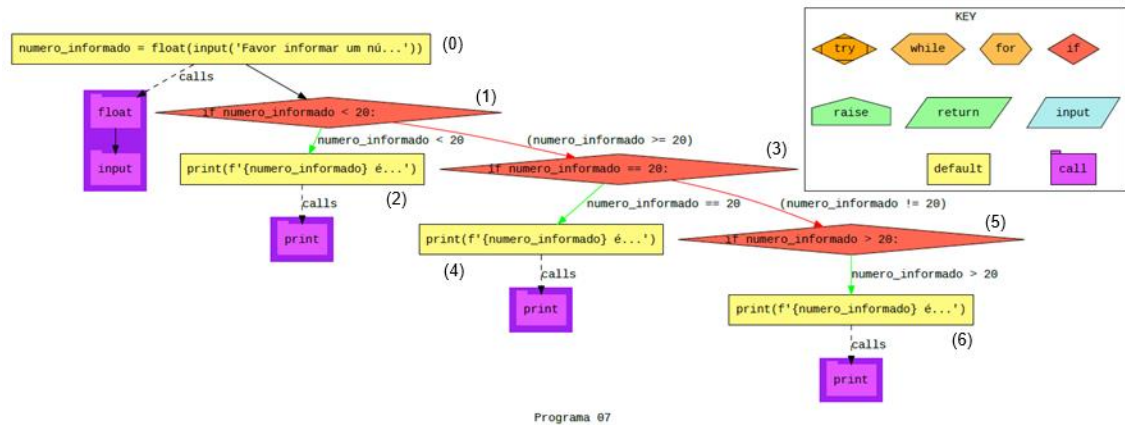 numero_informado = float(input('Favor informar um nú...'))
(0)
calls
float
input
if numero_informado < 20:
(1)
numero_informado < 20
(numero_informado >= 20)
print(f'{numero_informado} é...')
(2)
calls
print
if numero_informado == 20:
(3)
numero_informado == 20
(numero_informado != 20)
print(f'{numero_informado} é...')
(4)
calls
print
if numero_informado > 20:
(5)
numero_informado > 20
print(f'{numero_informado} é...')
(6)
calls
print
KEY
try
while
for
if
raise
return
input
default
call
Programa 07